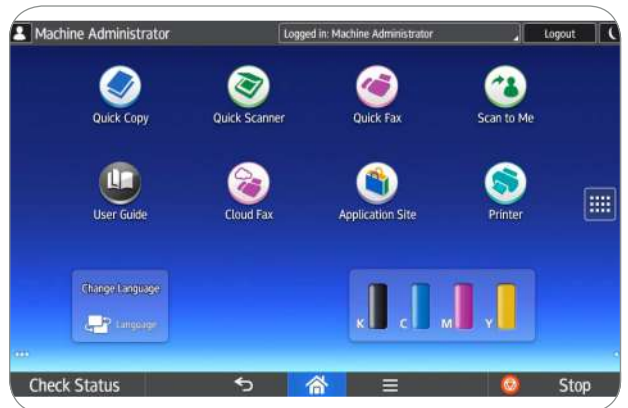 Machine Administrator Logged in: Machine Administrator Logout
Quick Copy Quick Scanner Quick Fax Scan to Me
User Guide Cloud Fax Application Site Printer
Change Language
Language
K C M Y
Check Status Stop